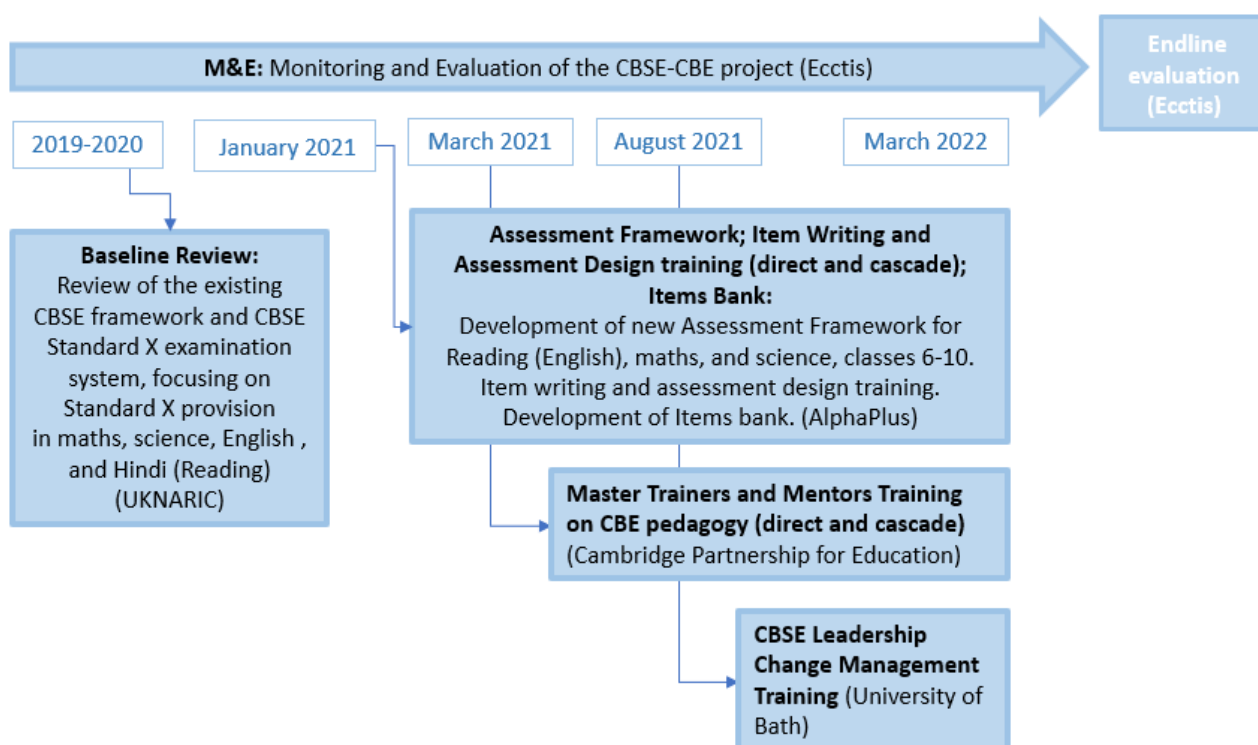 M&E: Monitoring and Evaluation of the CBSE-CBE project (Ecctis)
Endline
evaluation
(Ecctis)
2019-2020
January 2021
March 2021
August 2021
March 2022
Baseline Review:
Review of the existing
CBSE framework and CBSE
Standard X examination
system, focusing on
Standard X provision
in maths, science, English ,
and Hindi (Reading)
(UKNARIC)
Assessment Framework; Item Writing and
Assessment Design training (direct and cascade);
Items Bank:
Development of new Assessment Framework for
Reading (English), maths, and science, classes 6-10.
Item writing and assessment design training.
Development of Items bank. (AlphaPlus)
Master Trainers and Mentors Training
on CBE pedagogy (direct and cascade)
(Cambridge Partnership for Education)
CBSE Leadership
Change Management
Training (University of
Bath)